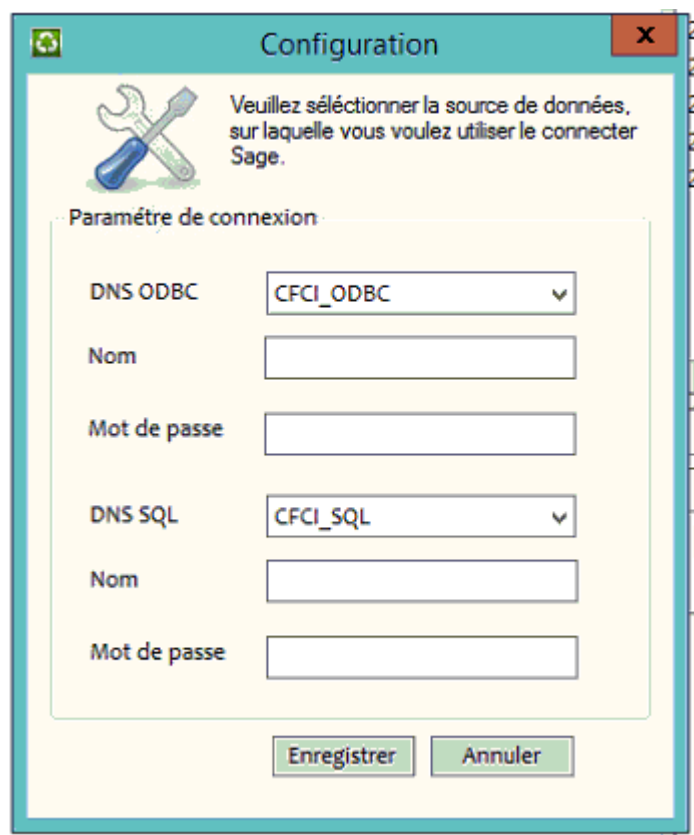 Configuration
x
Veuillez séléctionner la source de données,
sur laquelle vous voulez utiliser le connecter
Sage.
Paramétre de connexion
DNS ODBC
CFCI_ODBC
Nom
Mot de passe
DNS SQL
CFCI_SQL
Nom
Mot de passe
Enregistrer
Annuler